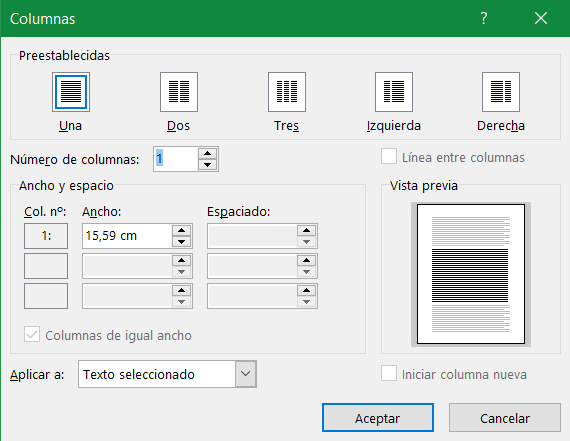 Columnas ?
Preestablecidas
Una Dos Tres Izquierda Derecha
Número de columnas: 1 Línea entre columnas
Ancho y espacio Vista previa
Col. nº: Ancho: Espaciado:
1: 15,59 cm
Columnas de igual ancho
Aplicar a: Texto seleccionado Iniciar columna nueva
Aceptar Cancelar